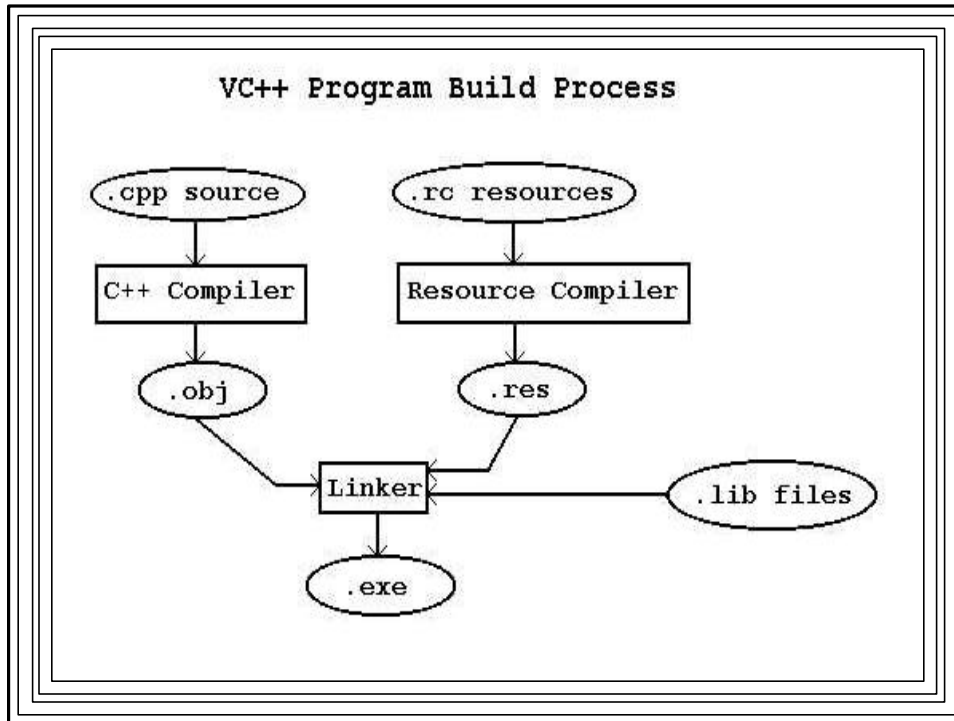 VC++ Program Build Process
.cpp source
.rc resources
C++ Compiler
Resource Compiler
.obj
.res
Linker
.lib files
.exe